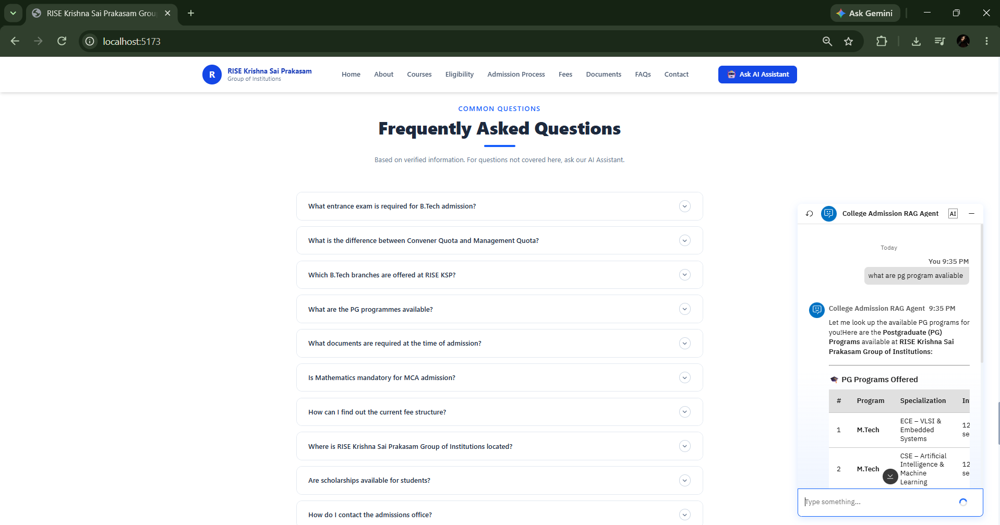 RISE Krishna Sai Prakasam Grou
Ask Gemini
localhost:5173
R
RISE Krishna Sai Prakasam
Group of Institutions
Home
About
Courses
Eligibility
Admission Process
Fees
Documents
FAQs
Contact
Ask AI Assistant
COMMON QUESTIONS
Frequently Asked Questions
Based on verified information. For questions not covered here, ask our AI Assistant.
What entrance exam is required for B.Tech admission?
What is the difference between Convener Quota and Management Quota?
Which B.Tech branches are offered at RISE KSP?
What are the PG programmes available?
What documents are required at the time of admission?
Is Mathematics mandatory for MCA admission?
How can I find out the current fee structure?
Where is RISE Krishna Sai Prakasam Group of Institutions located?
Are scholarships available for students?
How do I contact the admissions office?
College Admission RAG Agent
AI
Today
You 9:35 PM
what are pg program avaliable
College Admission RAG Agent 9:35 PM
Let me look up the available PG programs for
you!Here are the Postgraduate (PG)
Programs available at RISE Krishna Sai
Prakasam Group of Institutions:
🎓 PG Programs Offered
# Program Specialization In
1 M.Tech ECE – VLSI & Embedded Systems 12 se
2 M.Tech CSE – Artificial Intelligence & Machine Learning 12 se
Type something...